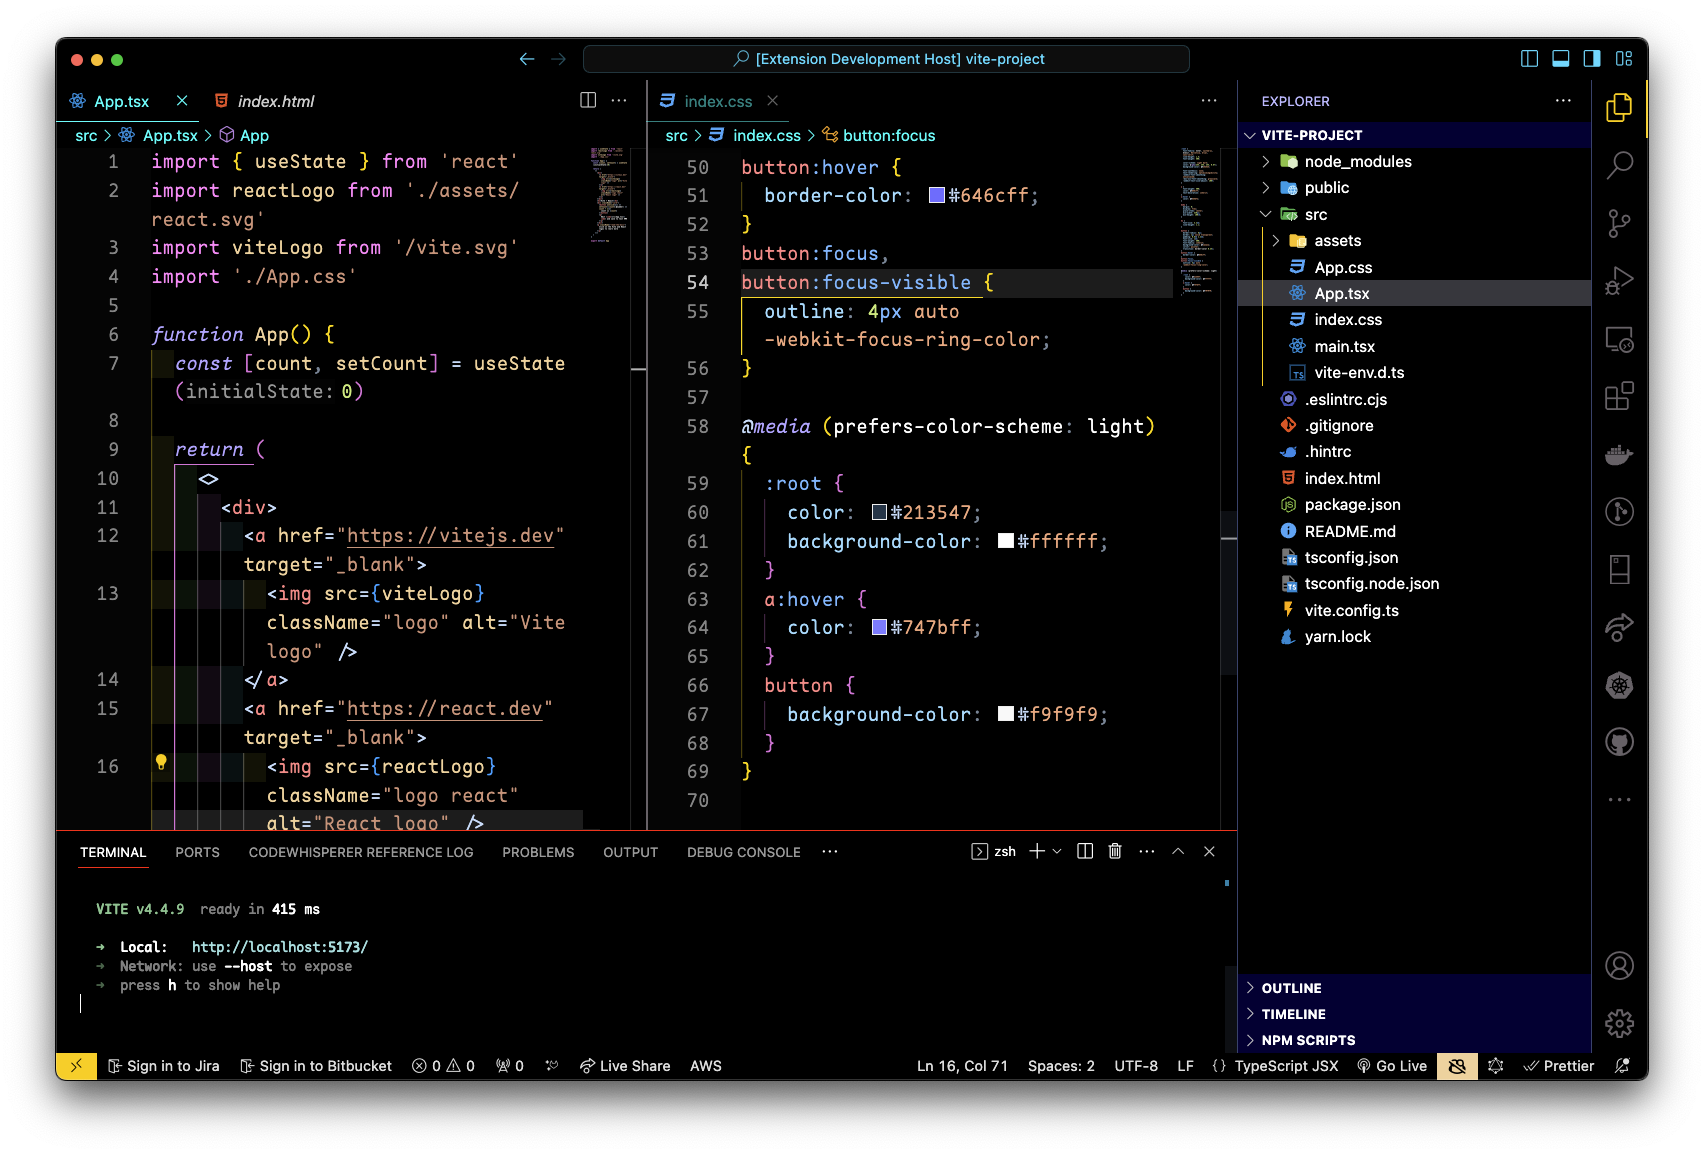 [Extension Development Host] vite-project
App.tsx
index.html
src > App.tsx > App
1 import { useState } from 'react'
2 import reactLogo from './assets/
react.svg'
3 import viteLogo from '/vite.svg'
4 import './App.css'
5
6 function App() {
7 const [count, setCount] = useState
(initialState: 0)
8
9 return (
10 <>
11 <div>
12 <a href="https://vitejs.dev"
target="_blank">
13 <img src={viteLogo}
className="logo" alt="Vite
logo" />
14 </a>
15 <a href="https://react.dev"
target="_blank">
16 <img src={reactLogo}
className="logo react"
alt="React logo" />
index.css
src > index.css > button:focus
50 button:hover {
51 border-color: #646cff;
52 }
53 button:focus,
54 button:focus-visible {
55 outline: 4px auto
-webkit-focus-ring-color;
56 }
57
58 @media (prefers-color-scheme: light)
{
59 :root {
60 color: #213547;
61 background-color: #ffffff;
62 }
63 a:hover {
64 color: #747bff;
65 }
66 button {
67 background-color: #f9f9f9;
68 }
69 }
70
EXPLORER
VITE-PROJECT
node_modules
public
src
assets
App.css
App.tsx
index.css
main.tsx
TS vite-env.d.ts
.eslintrc.cjs
.gitignore
.hintrc
index.html
package.json
README.md
tsconfig.json
tsconfig.node.json
vite.config.ts
yarn.lock
OUTLINE
TIMELINE
NPM SCRIPTS
TERMINAL PORTS CODEWHISPERER REFERENCE LOG PROBLEMS OUTPUT DEBUG CONSOLE
zsh
VITE v4.4.9 ready in 415 ms
➜ Local: http://localhost:5173/
➜ Network: use --host to expose
➜ press h to show help
Sign in to Jira Sign in to Bitbucket 0 0 0 Live Share AWS
Ln 16, Col 71 Spaces: 2 UTF-8 LF {} TypeScript JSX Go Live Prettier